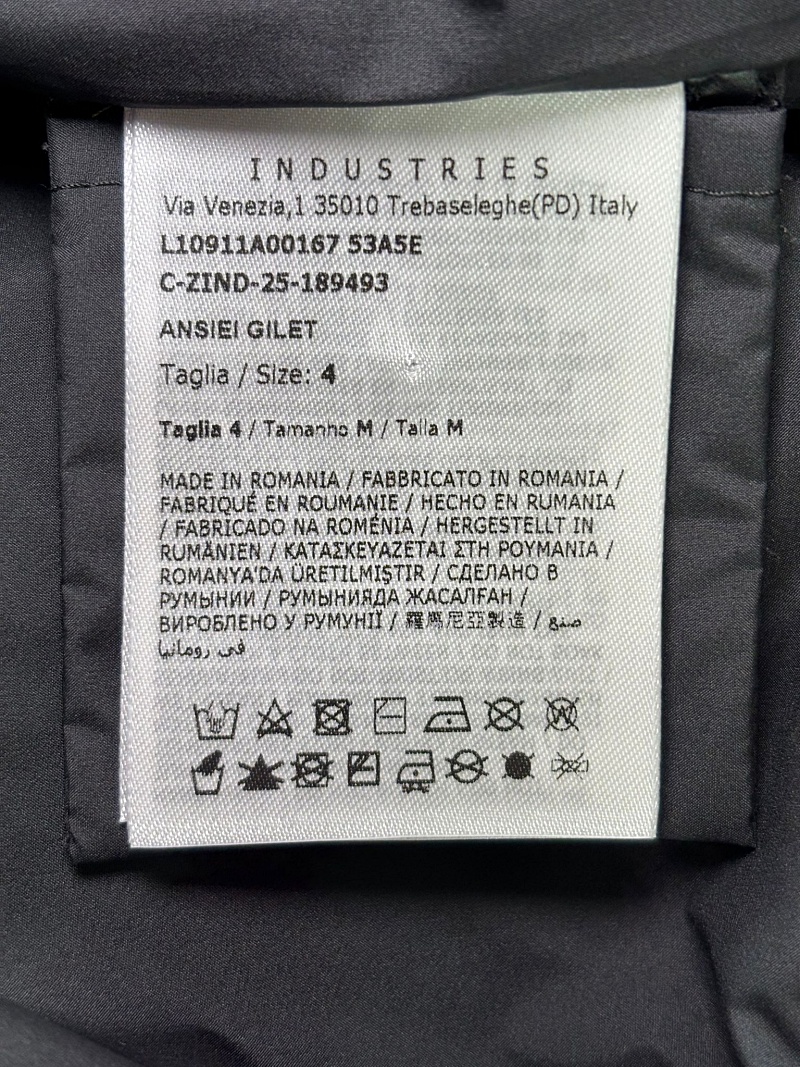 INDUSTRIES
Via Venezia,1 35010 Trebaseleghe(PD) Italy
L10911A00167 53A5E
C-ZIND-25-189493
ANSIEI GILET
Taglia / Size: 4
Taglia 4 / Tamanho M / Talla M
MADE IN ROMANIA / FABBRICATO IN ROMANIA /
FABRIQUÉ EN ROUMANIE / HECHO EN RUMANIA
/ FABRICADO NA ROMÉNIA / HERGESTELLT IN
RUMÄNIEN / ΚΑΤΑΣΚΕΥΑΖΕΤΑΙ ΣΤΗ ΡΟΥΜΑΝΙΑ /
ROMANYA'DA ÜRETILMIŞTIR / СДЕЛАНО В
РУМЫНИИ / РУМЫНИЯДА ЖАСАЛҒАН /
ВИРОБЛЕНО У РУМУНІЇ / 羅馬尼亞製造 / صنع
في رومانيا